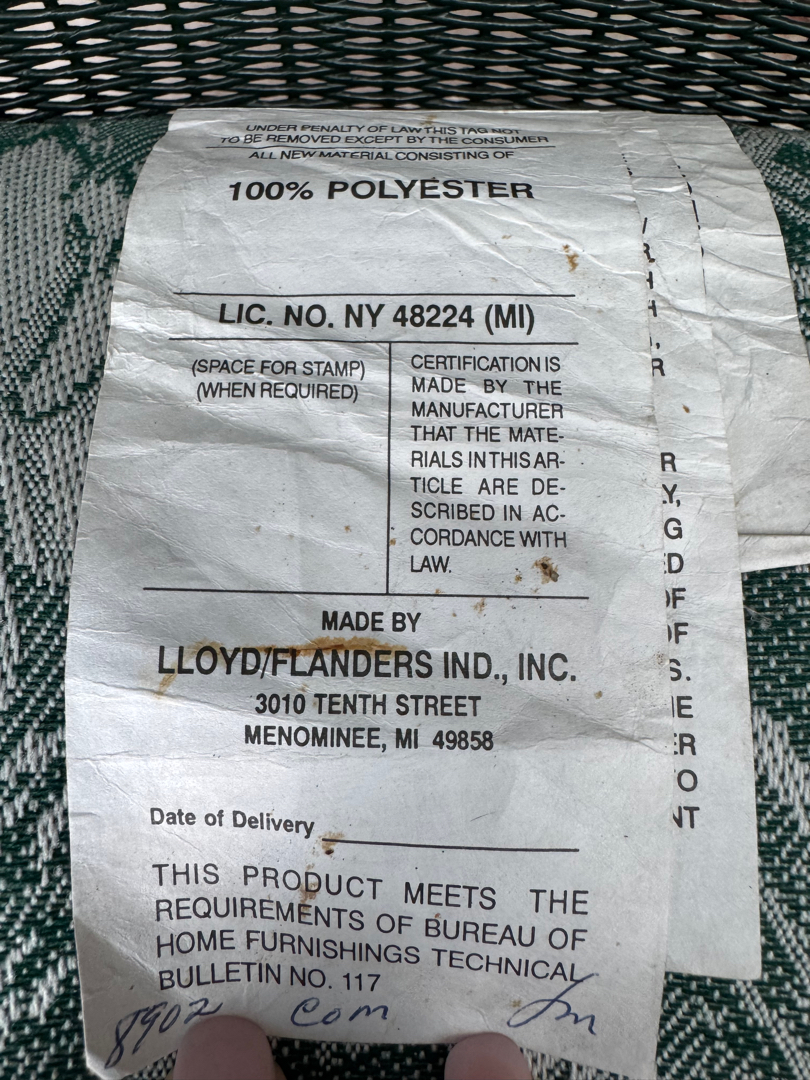 UNDER PENALTY OF LAW THIS TAG NOT
TO BE REMOVED EXCEPT BY THE CONSUMER
ALL NEW MATERIAL CONSISTING OF
100% POLYESTER
LIC. NO. NY 48224 (MI)
(SPACE FOR STAMP)
(WHEN REQUIRED)
CERTIFICATION IS
MADE BY THE
MANUFACTURER
THAT THE MATE-
RIALS IN THIS AR-
TICLE ARE DE-
SCRIBED IN AC-
CORDANCE WITH
LAW.
MADE BY
LLOYD/FLANDERS IND., INC.
3010 TENTH STREET
MENOMINEE, MI 49858
Date of Delivery
THIS PRODUCT MEETS THE
REQUIREMENTS OF BUREAU OF
HOME FURNISHINGS TECHNICAL
BULLETIN NO. 117
8902 com